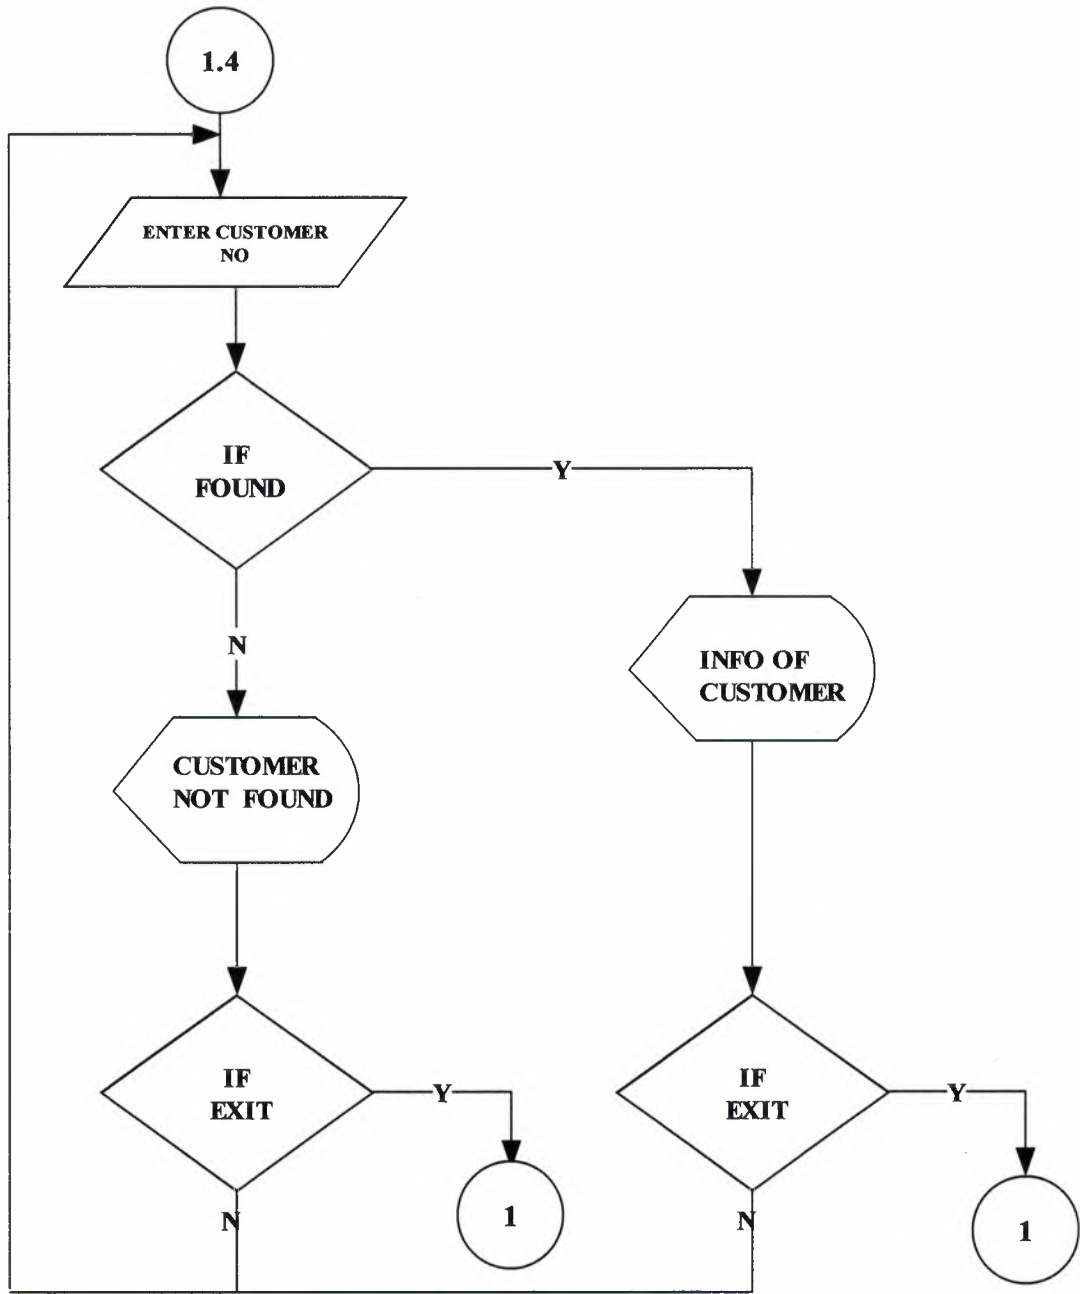 1.4
ENTER CUSTOMER
NO
IF
FOUND
Y
N
INFO OF
CUSTOMER
CUSTOMER
NOT FOUND
IF
EXIT
Y
1
N
IF
EXIT
Y
1
N